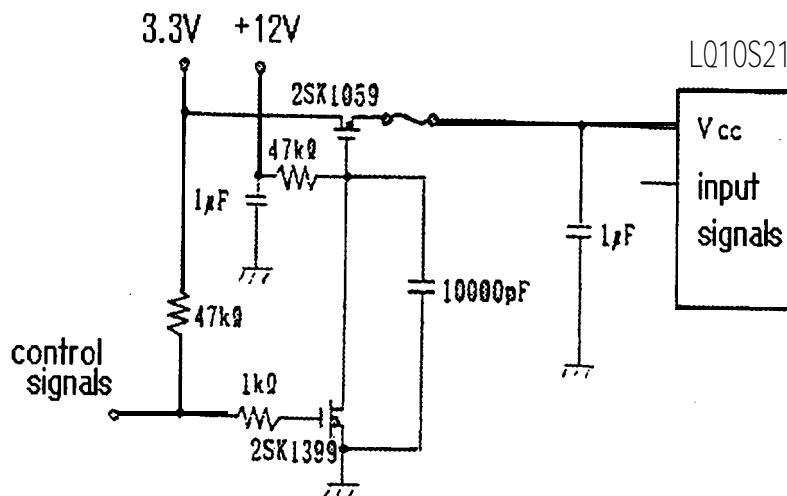 3.3V +12V
LQ10S21
2SK1059
Vcc
47kΩ
1μF
input
signals
1μF
10000pF
47kΩ
control
signals
1kΩ
2SK1399